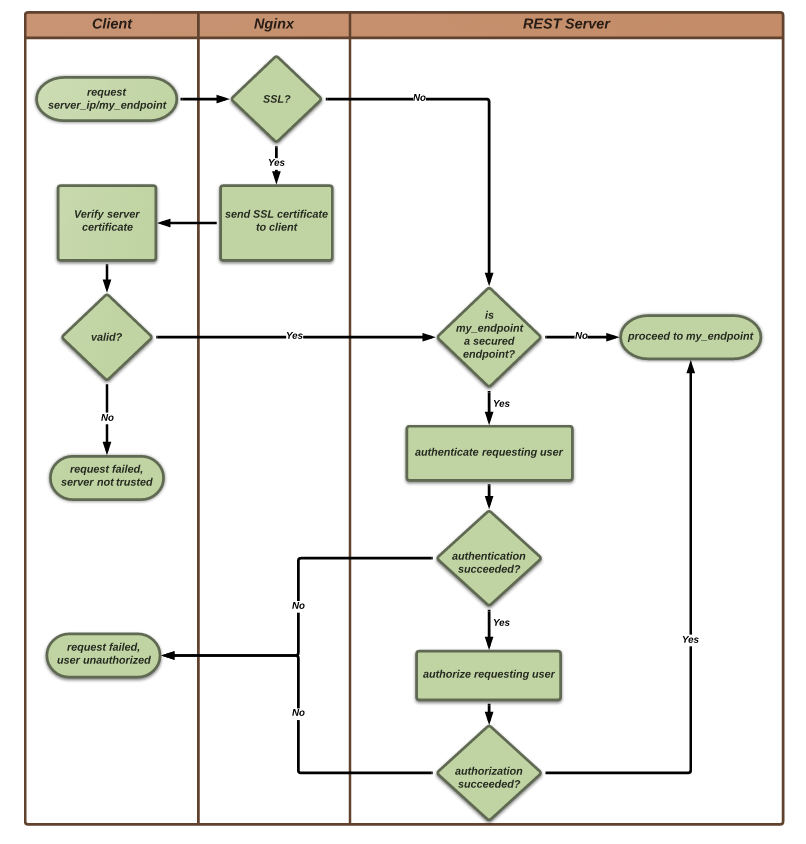 Client
Nginx
REST Server
request
server_ip/my_endpoint
SSL?
No
Yes
Verify server
certificate
send SSL certificate
to client
valid?
Yes
is
my_endpoint
a secured
endpoint?
No
proceed to my_endpoint
No
Yes
request failed,
server not trusted
authenticate requesting user
authentication
succeeded?
No
Yes
request failed,
user unauthorized
authorize requesting user
Yes
No
authorization
succeeded?